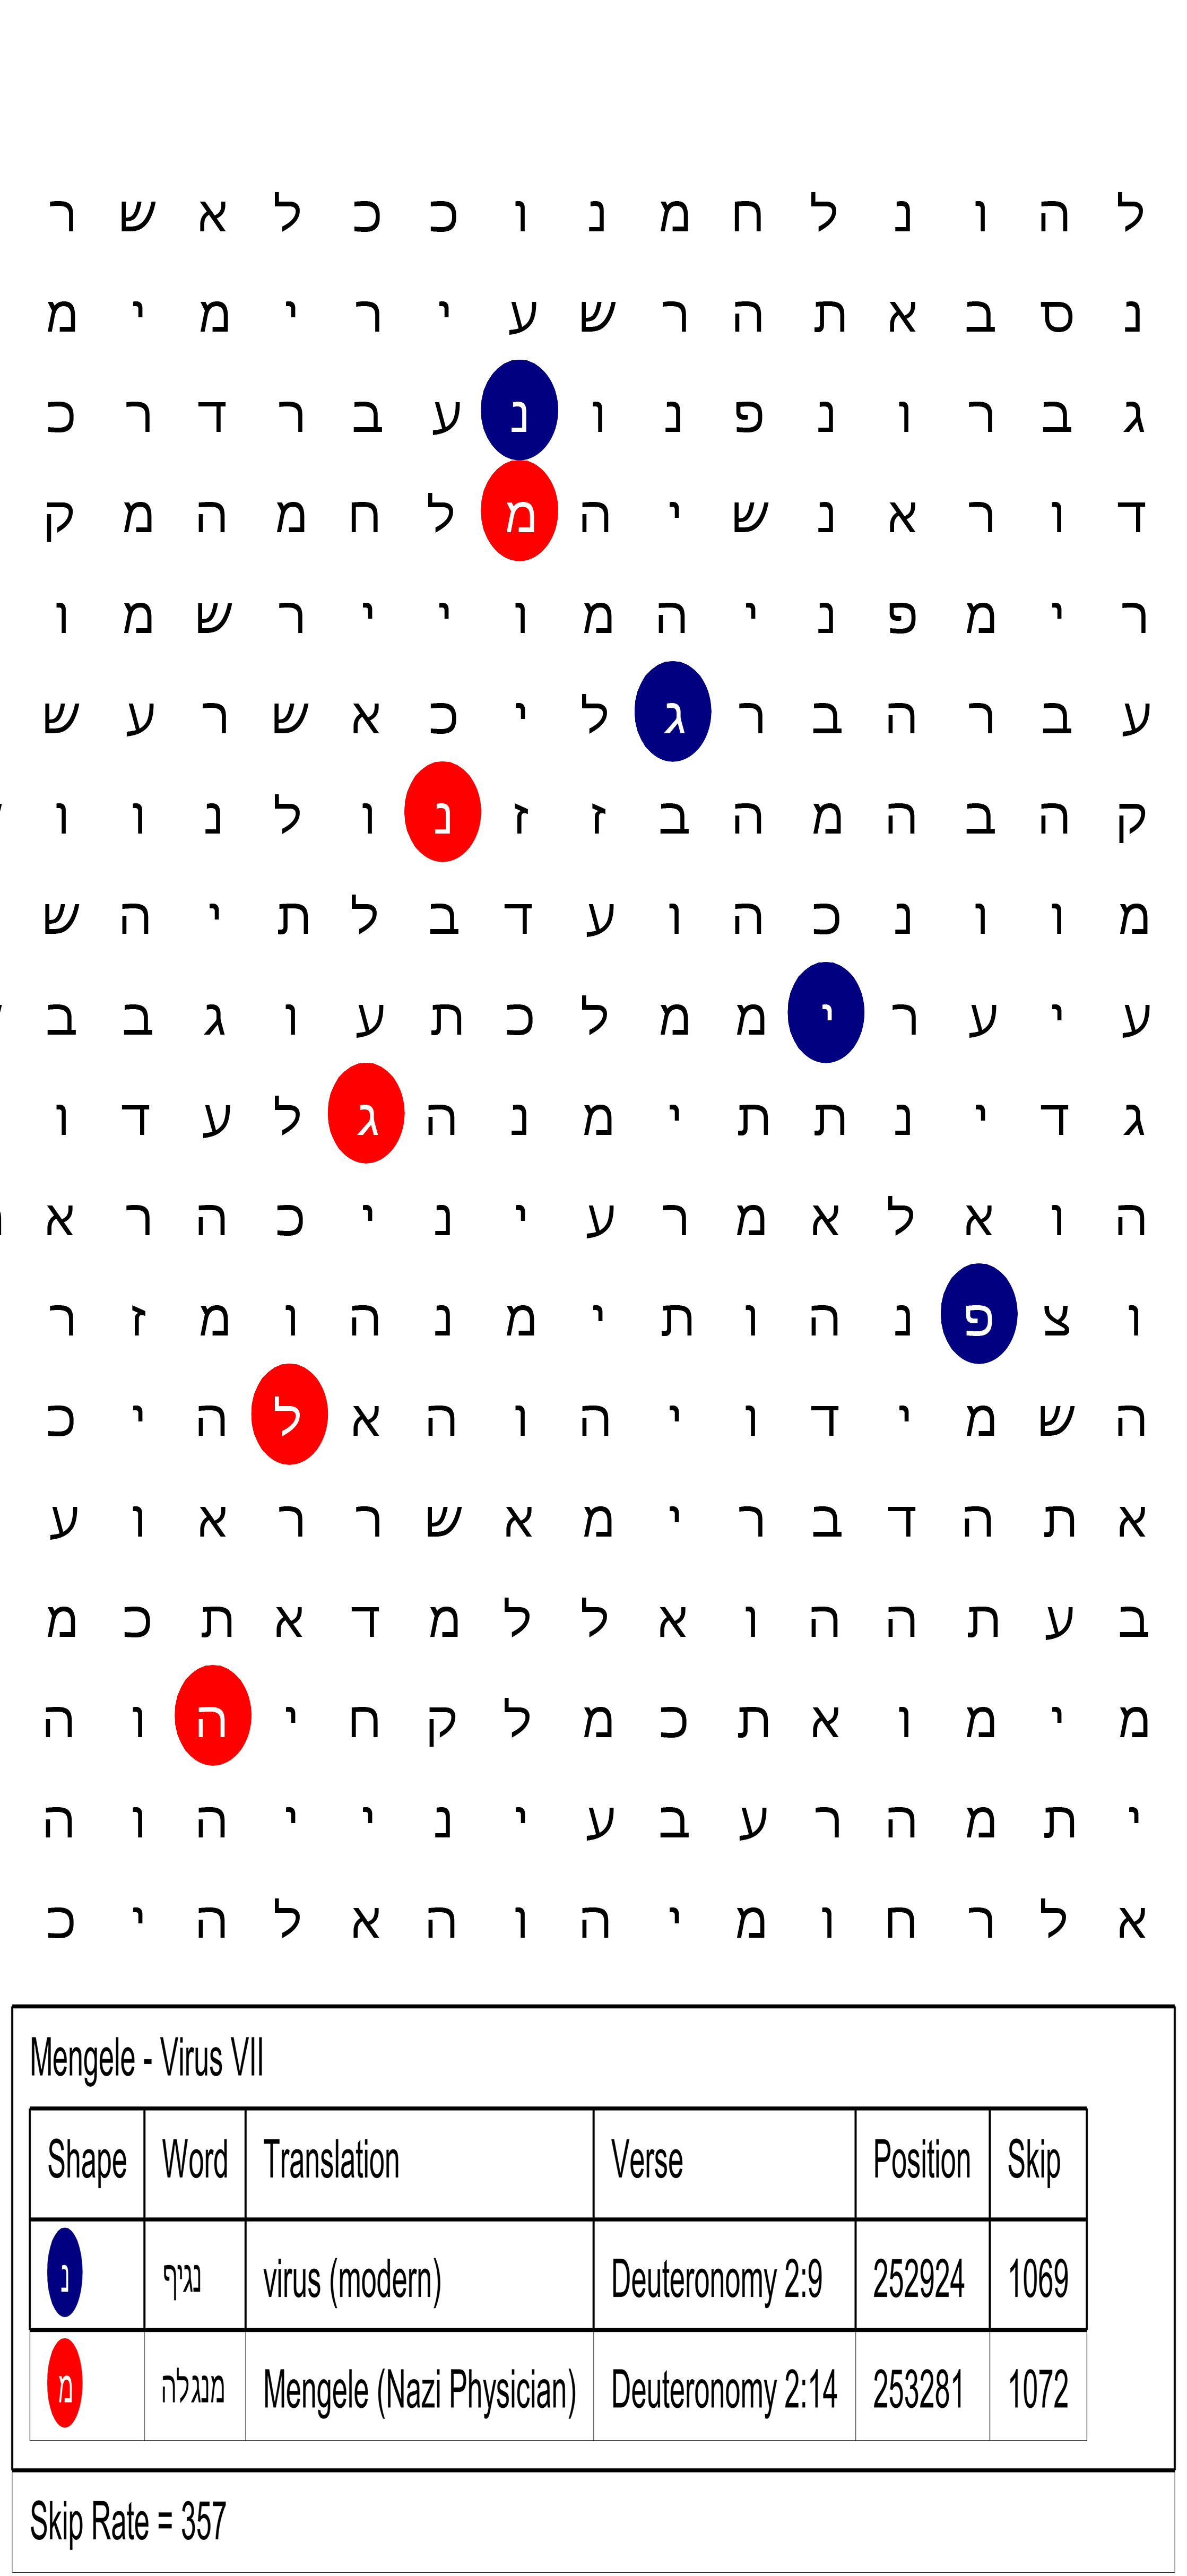 ל ה ו נ ל ח מ נ ו כ כ ל א ש ר
נ ס ב א ת ה ר ש ע י ר י מ י מ
ג ב ר ו נ פ נ ו נ ע ב ר ד ר כ
ד ו ר א נ ש י ה מ ל ח מ ה מ ק
ר י מ פ נ י ה מ ו י י ר ש מ ו
ע ב ר ה ב ר ג ל י כ א ש ר ע ש
ק ה ב ה מ ה ב ז ז נ ו ל נ ו ו
מ ו ו נ כ ה ו ע ד ב ל ת י ה ש
ע י ע ר י מ מ ל כ ת ע ו ג ב ב
ג ד י נ ת ת י מ נ ה ג ל ע ד ו
ה ו א ל א מ ר ע י נ י כ ה ר א
ו צ פ נ ה ו ת י מ נ ה ו מ ז ר
ה ש מ י ד ו י ה ו ה א ל ה י כ
א ת ה ד ב ר י מ א ש ר ר א ו ע
ב ע ת ה ה ו א ל ל מ ד א ת כ מ
מ י מ ו א ת כ מ ל ק ח י ה ו ה
י ת מ ה ר ע ב ע י נ י י ה ו ה
א ל ר ח ו מ י ה ו ה א ל ה י כ
Mengele - Virus VII
Shape Word Translation Verse Position Skip
נ נגיף virus (modern) Deuteronomy 2:9 252924 1069
מ מנגלה Mengele (Nazi Physician) Deuteronomy 2:14 253281 1072
Skip Rate = 357